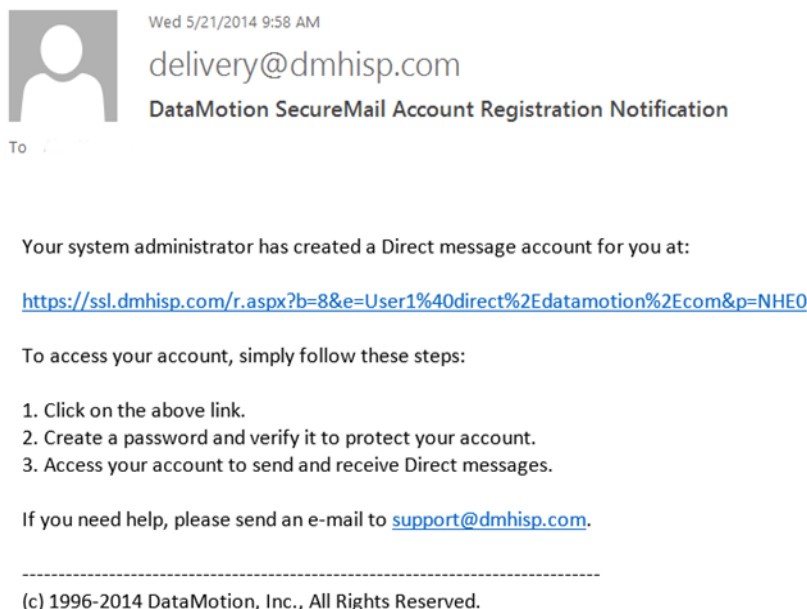 Wed 5/21/2014 9:58 AM
delivery@dmhisp.com
DataMotion SecureMail Account Registration Notification
To
Your system administrator has created a Direct message account for you at:
https://ssl.dmhisp.com/r.aspx?b=8&e=User1%40direct%2Edatamotion%2Ecom&p=NHE0
To access your account, simply follow these steps:
1. Click on the above link.
2. Create a password and verify it to protect your account.
3. Access your account to send and receive Direct messages.
If you need help, please send an e-mail to support@dmhisp.com.
--------------------------------------------------------------------------------
(c) 1996-2014 DataMotion, Inc., All Rights Reserved.